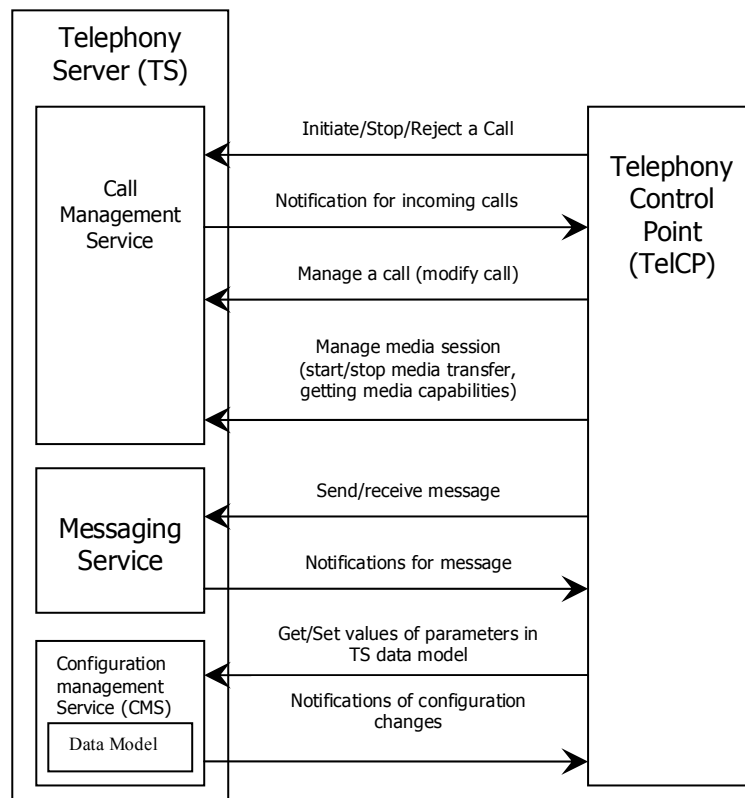 Telephony
Server (TS)
Call
Management
Service
Initiate/Stop/Reject a Call
Notification for incoming calls
Manage a call (modify call)
Manage media session
(start/stop media transfer,
getting media capabilities)
Telephony
Control
Point
(TelCP)
Messaging
Service
Send/receive message
Notifications for message
Configuration
management
Service (CMS)
Data Model
Get/Set values of parameters in
TS data model
Notifications of configuration
changes